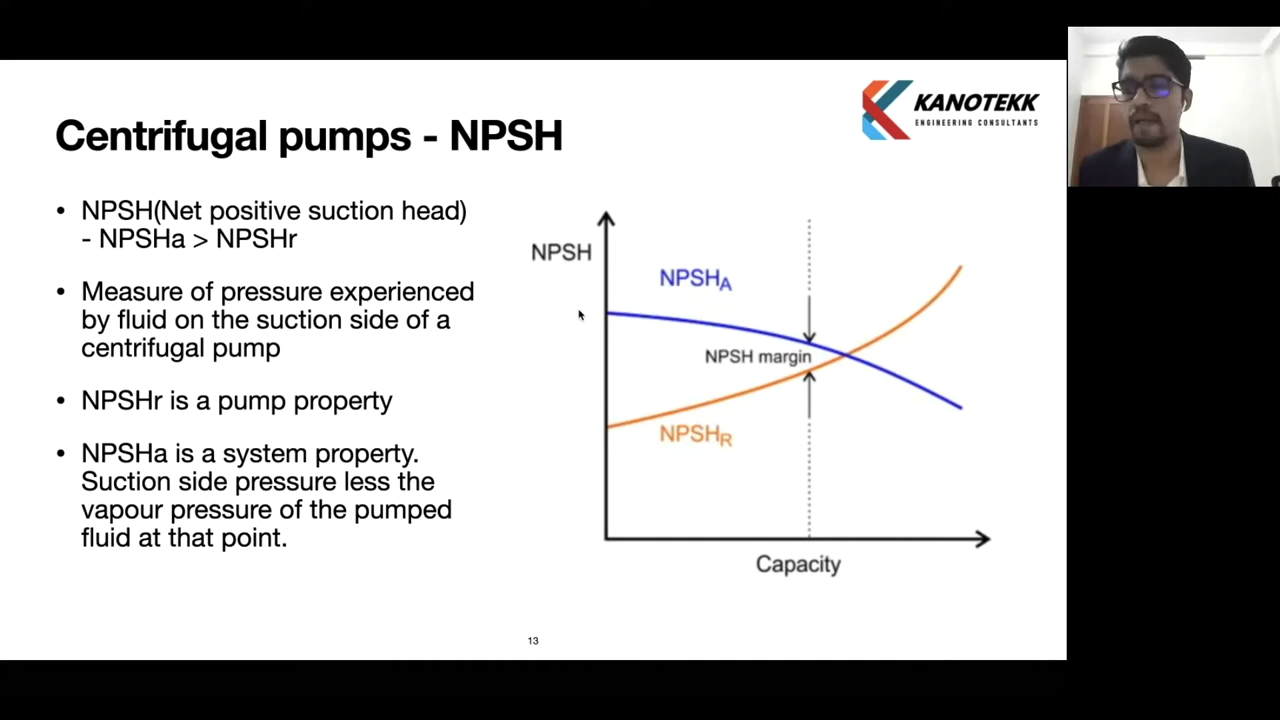 KANOTEKK
ENGINEERING CONSULTANTS
Centrifugal pumps - NPSH
• NPSH(Net positive suction head)
- NPSHa > NPSHr
• Measure of pressure experienced
by fluid on the suction side of a
centrifugal pump
• NPSHr is a pump property
• NPSHa is a system property.
Suction side pressure less the
vapour pressure of the pumped
fluid at that point.
NPSH
NPSHA
NPSH margin
NPSHR
Capacity
13